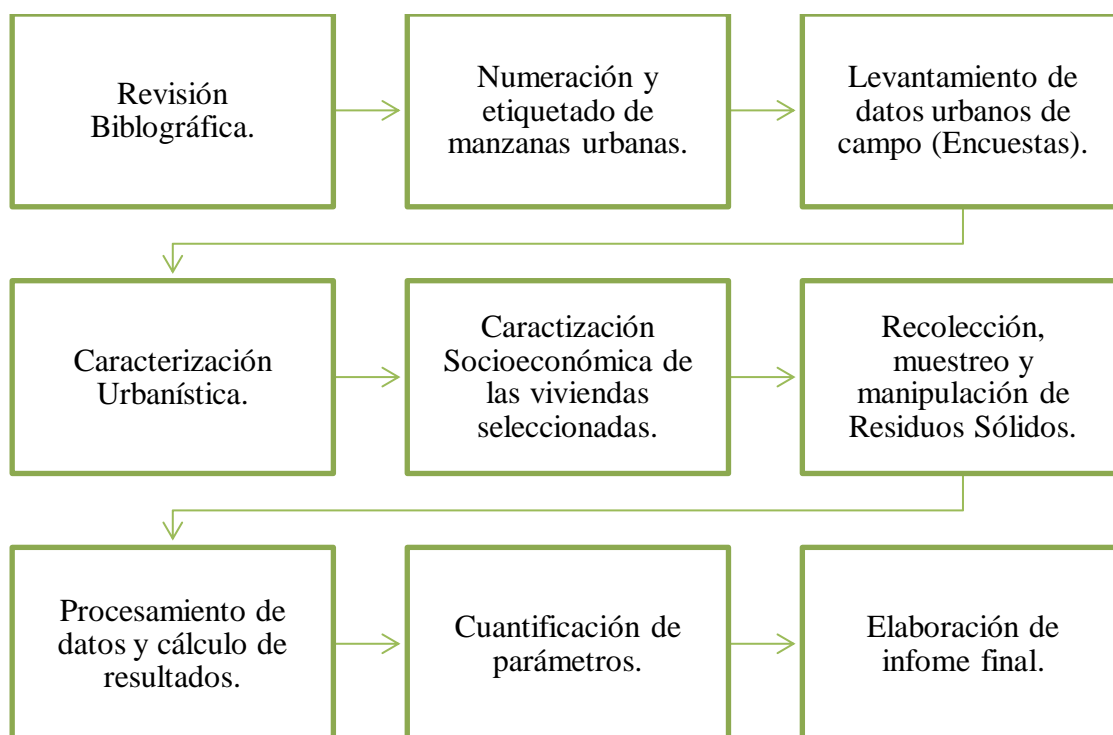 Revisión
Biblográfica.
Numeración y
etiquetado de
manzanas urbanas.
Levantamiento de
datos urbanos de
campo (Encuestas).
Caracterización
Urbanística.
Caractización
Socioeconómica de
las viviendas
seleccionadas.
Recolección,
muestreo y
manipulación de
Residuos Sólidos.
Procesamiento de
datos y cálculo de
resultados.
Cuantificación de
parámetros.
Elaboración de
infome final.